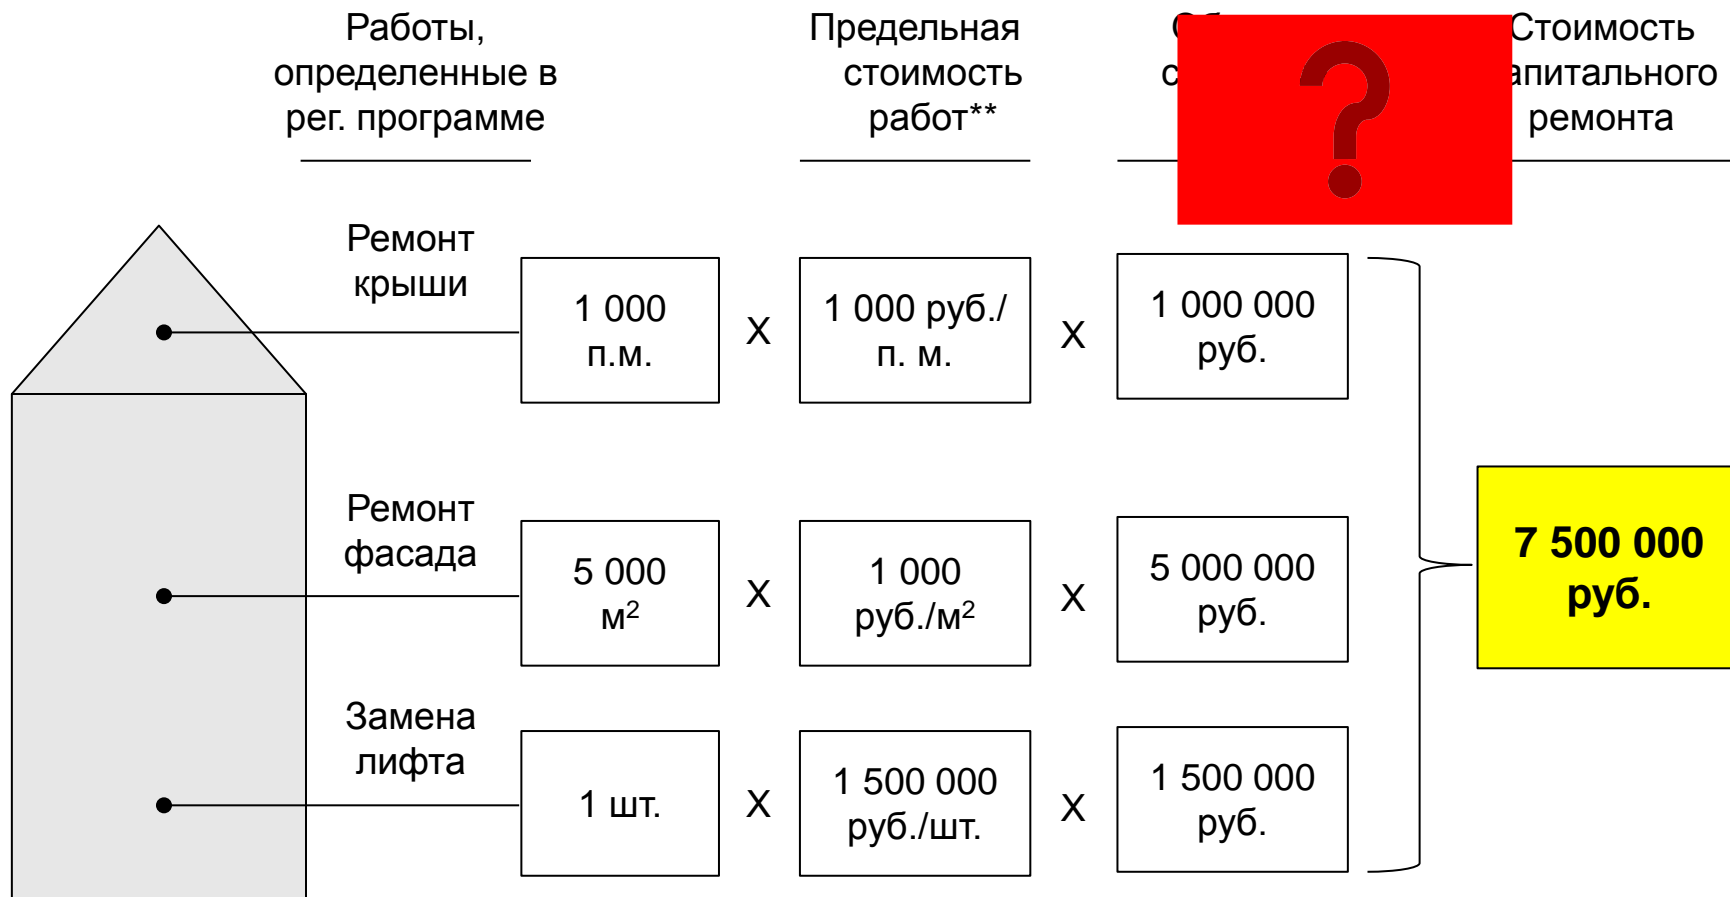 Работы,
определенные в
рег. программе
Предельная
стоимость
работ**
Стоимость
ремонта
Ремонт
крыши
1 000
п.м.
X
1 000 руб./
п. м.
X
1 000 000
руб.
Ремонт
фасада
5 000
м²
X
1 000
руб./м²
X
5 000 000
руб.
7 500 000
руб.
Замена
лифта
1 шт.
X
1 500 000
руб./шт.
X
1 500 000
руб.